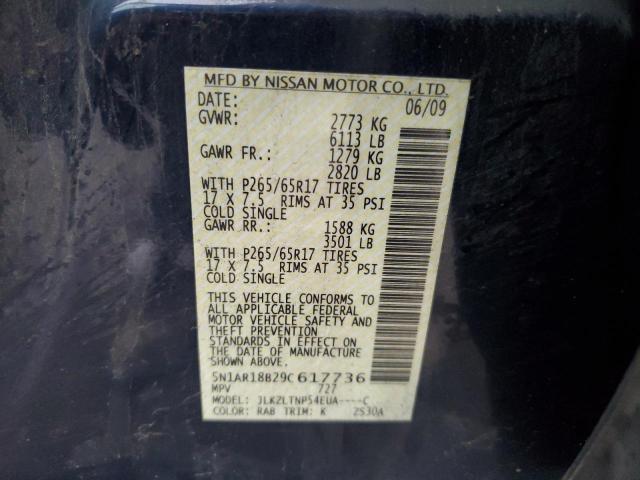 MFD BY NISSAN MOTOR CO., LTD.
DATE: 06/09
GVWR: 2773 KG
6113 LB
GAWR FR.: 1279 KG
2820 LB
WITH P265/65R17 TIRES
17 X 7.5 RIMS AT 35 PSI
COLD SINGLE
GAWR RR.: 1588 KG
3501 LB
WITH P265/65R17 TIRES
17 X 7.5 RIMS AT 35 PSI
COLD SINGLE
THIS VEHICLE CONFORMS TO
ALL APPLICABLE FEDERAL
MOTOR VEHICLE SAFETY AND
THEFT PREVENTION
STANDARDS IN EFFECT ON
THE DATE OF MANUFACTURE
SHOWN ABOVE.
5N1AR18B29C617736
MPV 727
MODEL: JLKZLTNP54EUA----C
COLOR: RAB TRIM: K 2S30A